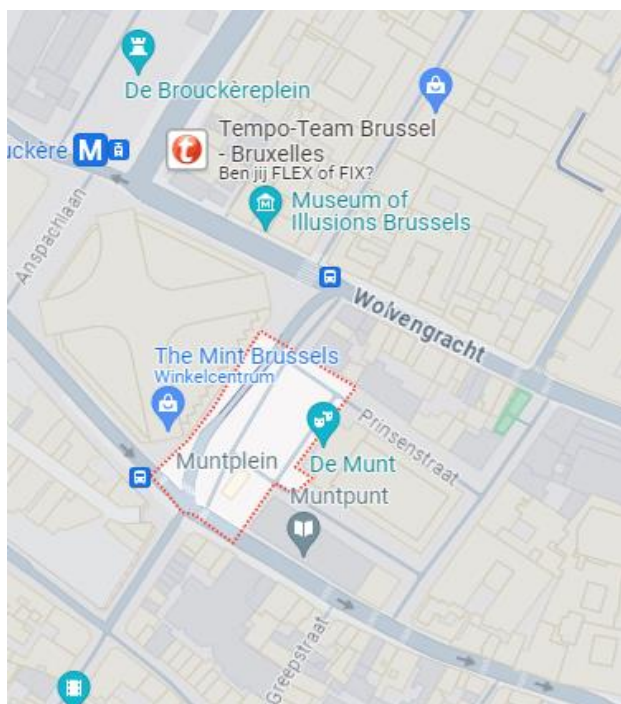 De Brouckèreplein
uckère M
Tempo-Team Brussel
- Bruxelles
Ben jij FLEX of FIX?
Museum of
Illusions Brussels
Anspachlaan
Wolvengracht
The Mint Brussels
Winkelcentrum
Prinsenstraat
Muntplein
De Munt
Muntpunt
Greepstraat